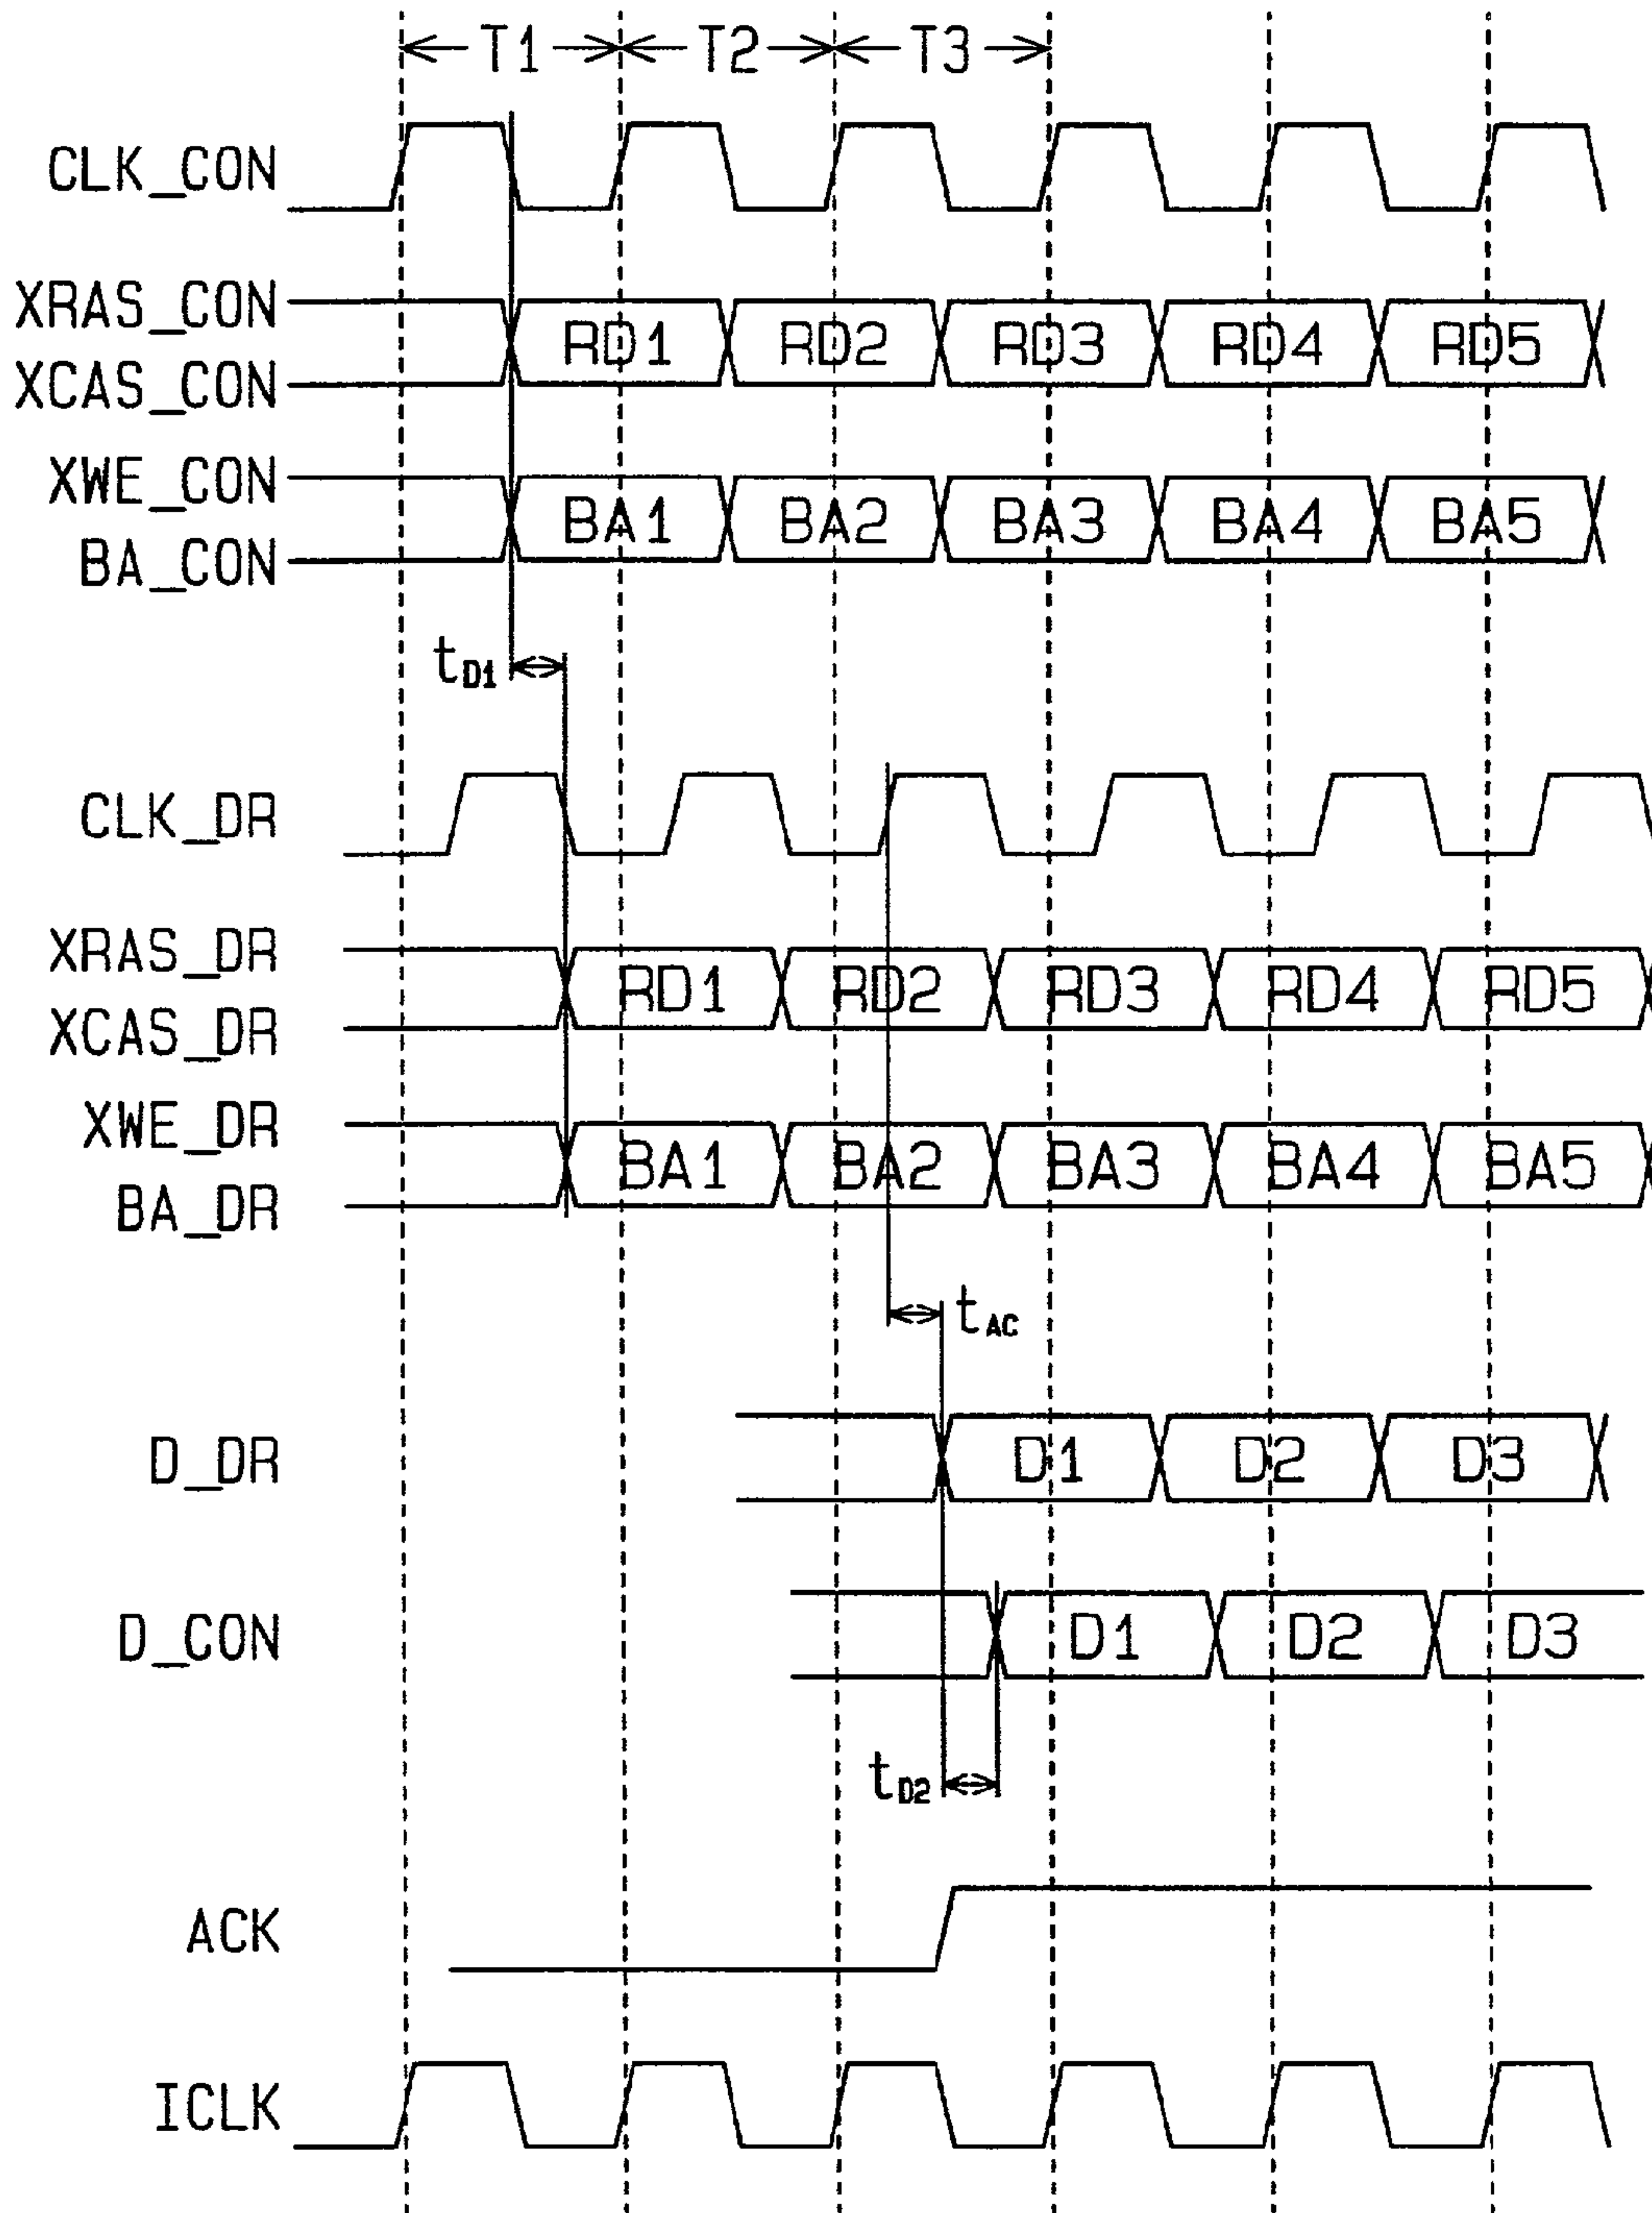 T1 T2 T3
CLK_CON
XRAS_CON
RD1 RD2 RD3 RD4 RD5
XCAS_CON
XWE_CON
BA1 BA2 BA3 BA4 BA5
BA_CON
tD1
CLK_DR
XRAS_DR
RD1 RD2 RD3 RD4 RD5
XCAS_DR
XWE_DR
BA1 BA2 BA3 BA4 BA5
BA_DR
tAC
D_DR D1 D2 D3
D_CON D1 D2 D3
tD2
ACK
ICLK